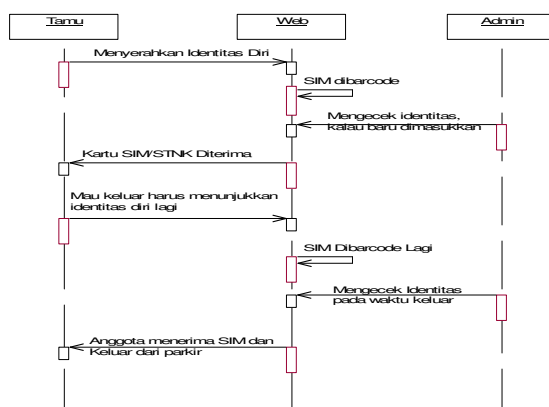 Tamu
Web
Admin
Menyerahkan Identitas Diri
SIM dibarcode
Mengecek identitas,
kalau baru dimasukkan
Kartu SIM/STNK Diterima
Mau keluar harus menunjukkan
identitas diri lagi
SIM Dibarcode Lagi
Mengecek Identitas
pada waktu keluar
Anggota menerima SIM dan
Keluar dari parkir